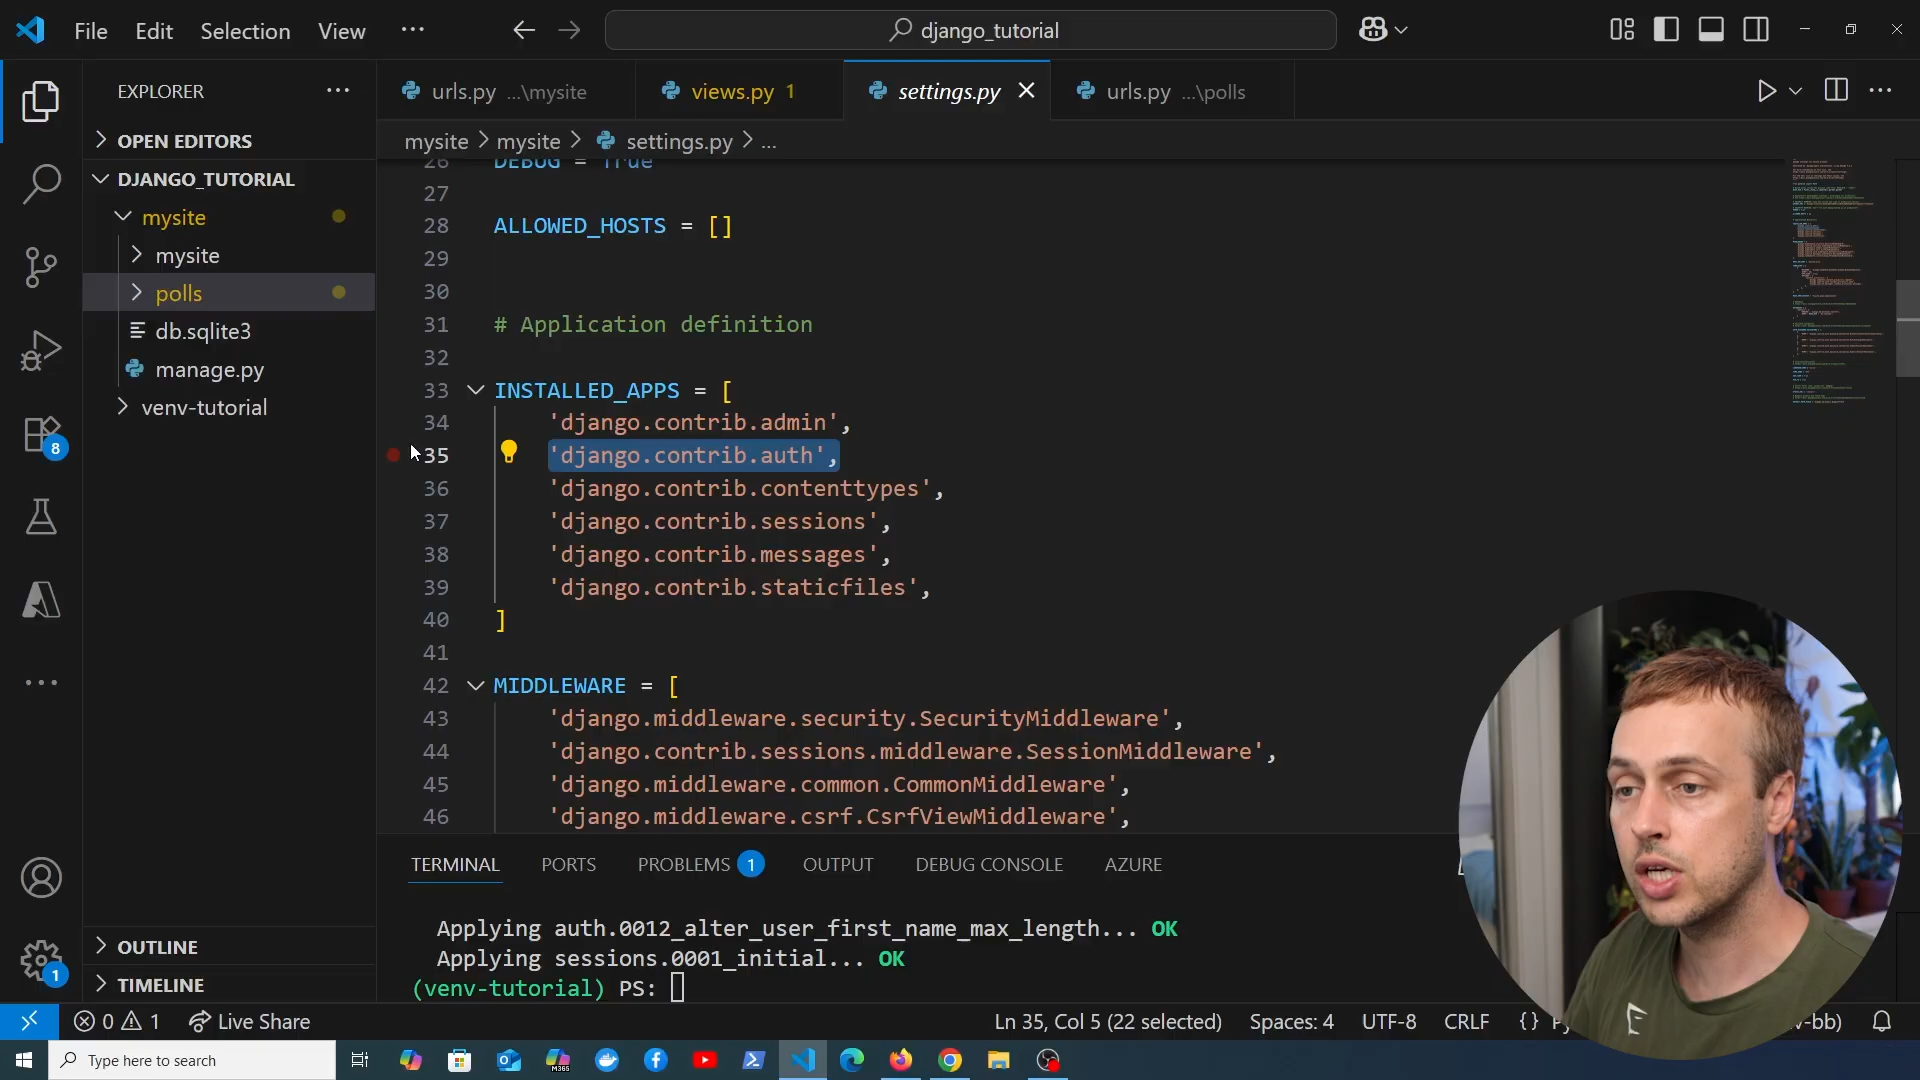 File Edit Selection View ···
django_tutorial
EXPLORER
OPEN EDITORS
DJANGO_TUTORIAL
mysite
mysite
polls
db.sqlite3
manage.py
venv-tutorial
OUTLINE
TIMELINE
8
1
urls.py ...\mysite
views.py 1
settings.py
urls.py ...\polls
mysite > mysite > settings.py > ...
26 DEBUG = True
27
28 ALLOWED_HOSTS = []
29
30
31 # Application definition
32
33 INSTALLED_APPS = [
34 'django.contrib.admin',
35 'django.contrib.auth',
36 'django.contrib.contenttypes',
37 'django.contrib.sessions',
38 'django.contrib.messages',
39 'django.contrib.staticfiles',
40 ]
41
42 MIDDLEWARE = [
43 'django.middleware.security.SecurityMiddleware',
44 'django.contrib.sessions.middleware.SessionMiddleware',
45 'django.middleware.common.CommonMiddleware',
46 'django.middleware.csrf.CsrfViewMiddleware',
TERMINAL PORTS PROBLEMS 1 OUTPUT DEBUG CONSOLE AZURE
Applying auth.0012_alter_user_first_name_max_length... OK
Applying sessions.0001_initial... OK
(venv-tutorial) PS:
0 1 Live Share
Ln 35, Col 5 (22 selected) Spaces: 4 UTF-8 CRLF {}
Type here to search